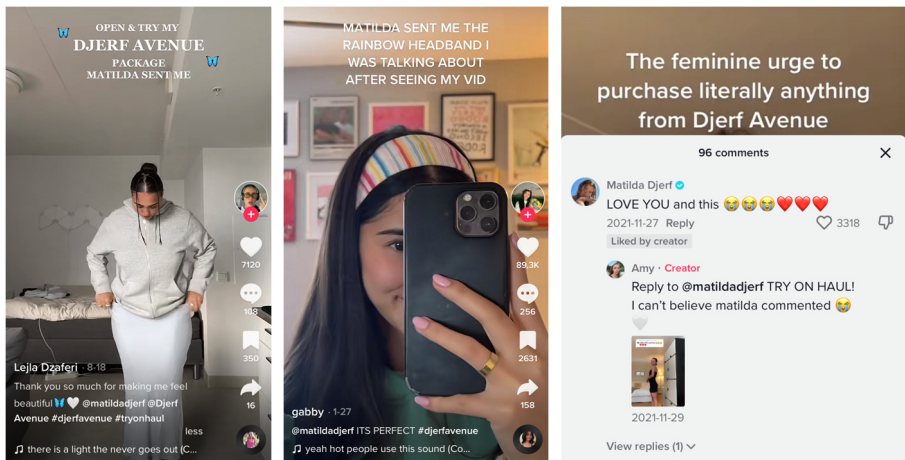 OPEN & TRY MY
DJERF AVENUE
PACKAGE
MATILDA SENT ME
7120
108
350
16
Lejla Dzaferi · 8-18
Thank you so much for making me feel
beautiful🦋🤍 @matildadjerf @Djerf
Avenue #djerfavenue #tryonhaul
less
there is a light the never goes out (C...
MATILDA SENT ME THE
RAINBOW HEADBAND I
WAS TALKING ABOUT
AFTER SEEING MY VID
89,3K
256
2631
158
gabby · 1-27
@matildadjerf ITS PERFECT #djerfavenue
yeah hot people use this sound (Co...
The feminine urge to
purchase literally anything
from Djerf Avenue
96 comments
Matilda Djerf
LOVE YOU and this 😭😭😭❤️❤️❤️
2021-11-27 Reply
3318
Liked by creator
Amy · Creator
Reply to @matildadjerf TRY ON HAUL!
I can't believe matilda commented 😭
🤍
2021-11-29
View replies (1)